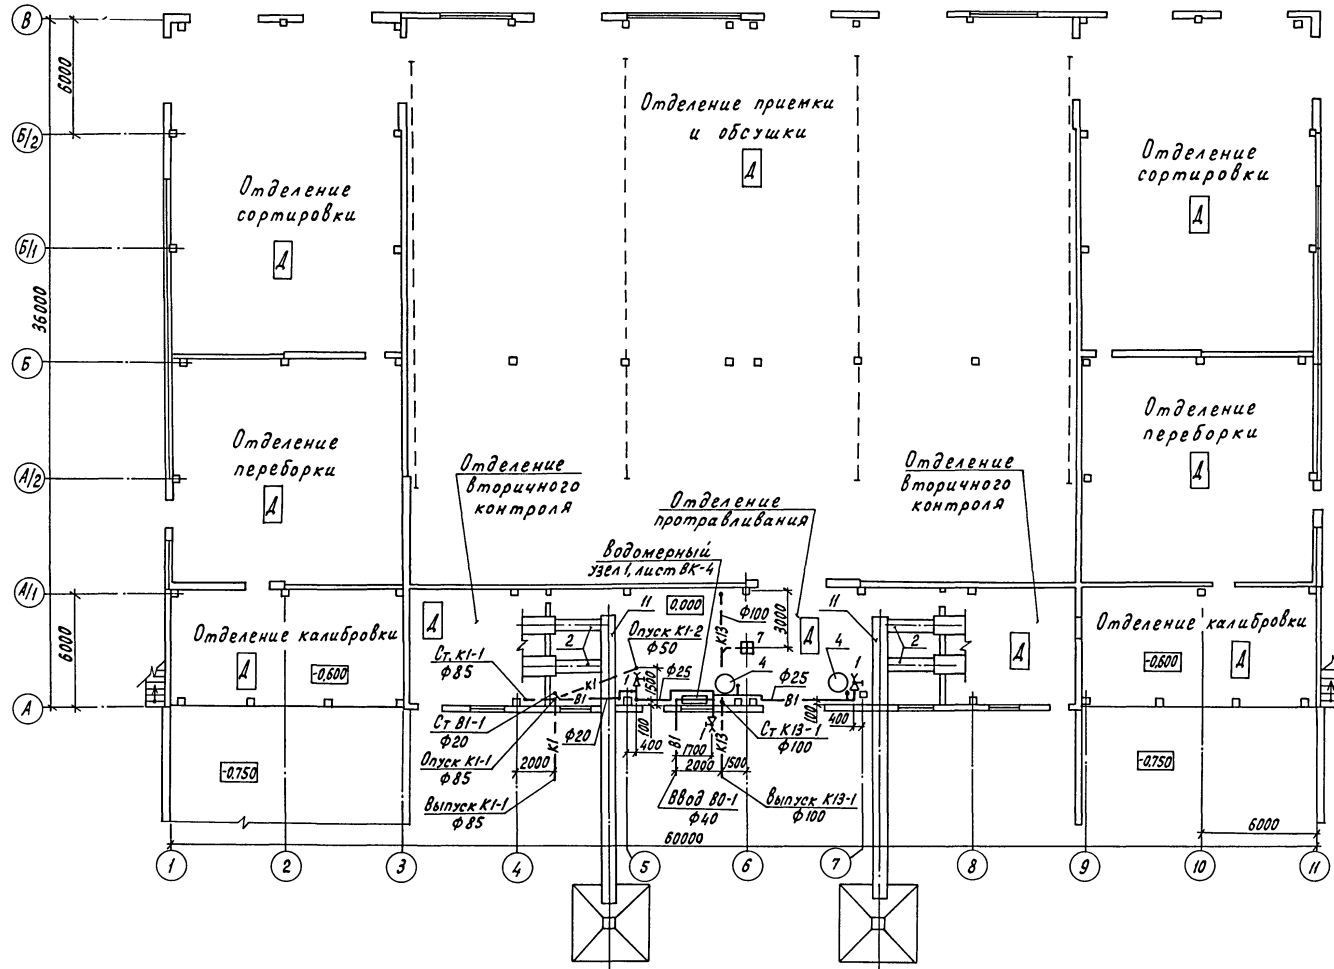 В
6000
Б/2
Б/1
36000
Б
А/2
А/1
6000
А
Отделение приемки
и обсушки
Д
Отделение
сортировки
Д
Отделение
сортировки
Д
Отделение
переборки
Д
Отделение
переборки
Д
Отделение
вторичного
контроля
Отделение
протравливания
Отделение
вторичного
контроля
Водомерный
узел 1, лист ВК-4
Отделение калибровки
Д
-0,600
Д
2
11
0,000
Опуск К1-2
ф50
Ст. К1-1
ф85
К1
1
1500
ф25
ф100
К13
3000
7
4
Д
11
4
1
2
Д
Отделение калибровки
-0,600
Д
В1
ф25
В1
100
400
Ст В1-1
ф20
ф20
К1
100
400
В1
1
1700
К13
Ст К13-1
ф100
Опуск К1-1
ф85
2000
2000
1500
-0.750
-0.750
Выпуск К1-1
ф85
Ввод В0-1
ф40
Выпуск К13-1
ф100
60000
6000
1
2
3
4
5
6
7
8
9
10
11